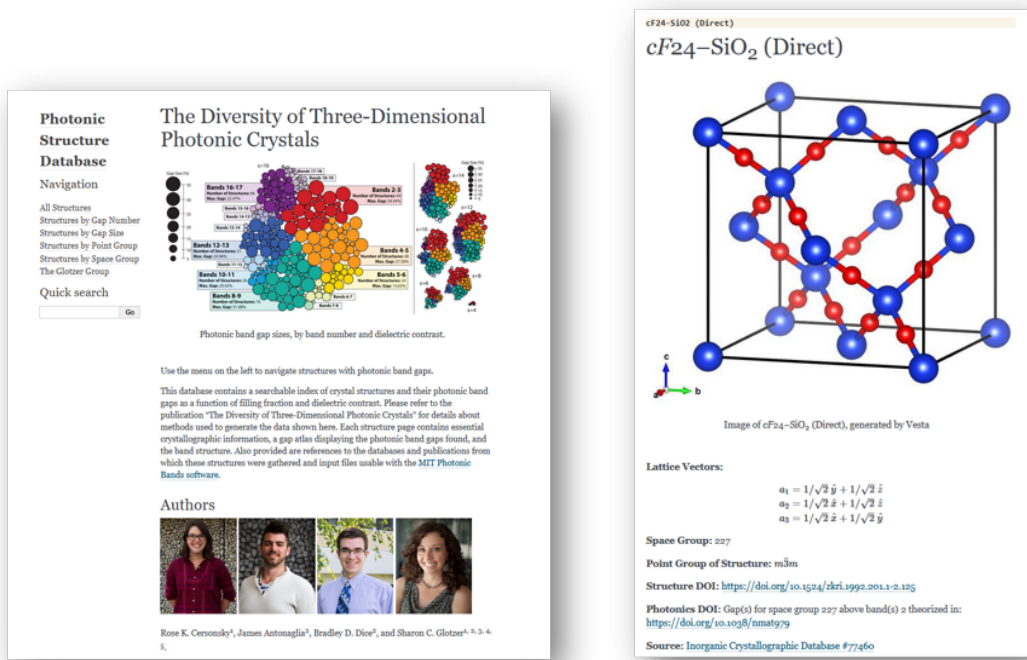 Photonic
Structure
Database
Navigation
All Structures
Structures by Gap Number
Structures by Gap Size
Structures by Point Group
Structures by Space Group
The Glotzer Group
Quick search
Go
The Diversity of Three-Dimensional
Photonic Crystals
Bands 16-17
Bands 2-3
Bands 12-13
Bands 4-5
Bands 10-11
Bands 5-6
Bands 8-9
Photonic band gap sizes, by band number and dielectric contrast.
Use the menu on the left to navigate structures with photonic band gaps.
This database contains a searchable index of crystal structures and their photonic band
gaps as a function of filling fraction and dielectric contrast. Please refer to the
publication "The Diversity of Three-Dimensional Photonic Crystals" for details about
methods used to generate the data shown here. Each structure page contains essential
crystallographic information, a gap atlas displaying the photonic band gaps found, and
the band structure. Also provided are references to the databases and publications from
which these structures were gathered and input files usable with the MIT Photonic
Bands software.
Authors
Rose K. Cersonsky¹, James Antonaglia², Bradley D. Dice², and Sharon C. Glotzer¹, ², ³, ⁴,
⁵.
cF24-SiO2 (Direct)
cF24–SiO₂ (Direct)
c
b
a
Image of cF24–SiO₂ (Direct), generated by Vesta
Lattice Vectors:
a₁ = 1/√2 ŷ + 1/√2 ẑ
a₂ = 1/√2 x̂ + 1/√2 ẑ
a₃ = 1/√2 x̂ + 1/√2 ŷ
Space Group: 227
Point Group of Structure: m3̄m
Structure DOI: https://doi.org/10.1524/zkri.1992.201.1-2.125
Photonics DOI: Gap(s) for space group 227 above band(s) 2 theorized in:
https://doi.org/10.1038/nmat979
Source: Inorganic Crystallographic Database #77460